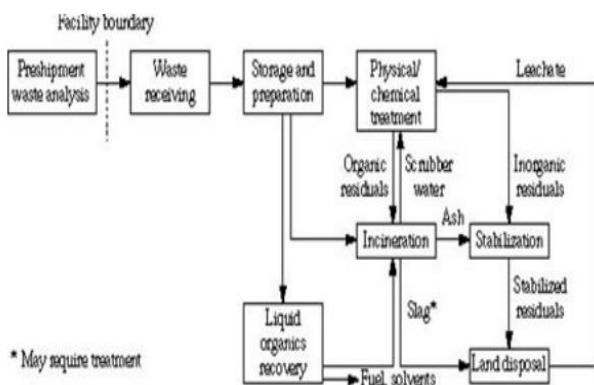 Facility boundary
Preshipment
waste analysis
Waste
receiving
Storage and
preparation
Physical/
chemical
treatment
Leachate
Organic
residuals
Scrubber
water
Inorganic
residuals
Ash
Incineration
Stabilization
Stabilized
residuals
Slag*
Liquid
organics
recovery
Land disposal
* May require treatment
Fuel, solvents